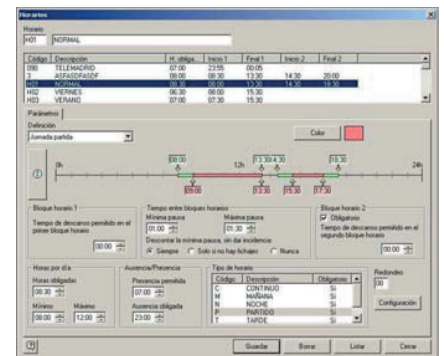 Horarios
Horario
H01 NORMAL
Código Descripción H. obliga... Inicio 1 Final 1 Inicio 2 Final 2
098 TELEMADRID 07:00 23:55 00:05
3 ASFASDFASDF 08:00 08:30 13:30 14:30 20:00
H01 NORMAL 08:30 08:00 13:30 14:30 18:30
H02 VIERNES 06:30 08:00 15:30
H03 VERANO 07:00 07:30 15:30
Parámetros
Definición
Jornada partida
Color
08:00 13:30 14:30 18:30
0h 12h 24h
09:00 13:30 15:30 17:30
Bloque horario 1
Tiempo de descanso permitido en el primer bloque horario
00:00
Tiempo entre bloques horarios
Mínima pausa Máxima pausa
01:00 01:30
Descontar la mínima pausa, sin dar incidencia:
Siempre Solo si no hay fichajes Nunca
Bloque horario 2
Obligatorio
Tiempo de descanso permitido en el segundo bloque horario
00:00
Horas por día
Horas obligadas
08:30
Mínimo Máximo
08:00 12:00
Ausencia/Presencia
Presencia permitida
07:00
Ausencia obligada
23:00
Tipo de horario
Código Descripción Obligatorio
C CONTINUO Si
M MAÑANA Si
N NOCHE Si
P PARTIDO Si
T TARDE Si
Redondeo
00
Configuración
Guardar Borrar Listar Cerrar